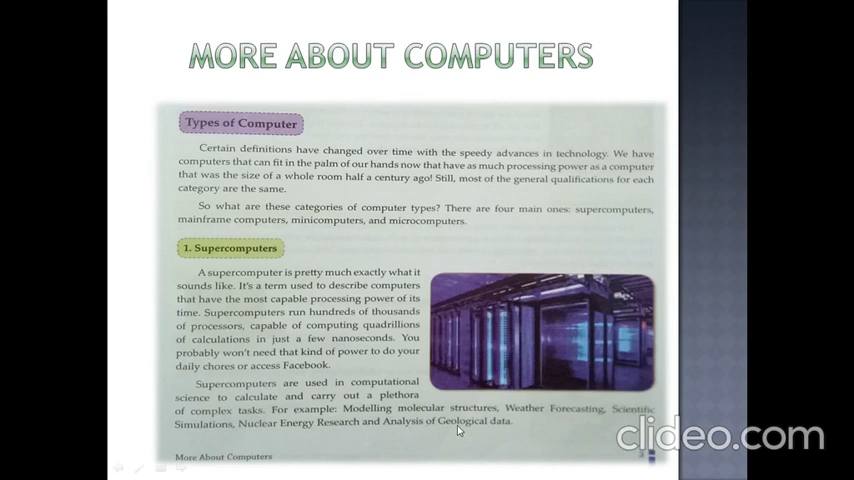 MORE ABOUT COMPUTERS
Types of Computer
Certain definitions have changed over time with the speedy advances in technology. We have
computers that can fit in the palm of our hands now that have as much processing power as a computer
that was the size of a whole room half a century ago! Still, most of the general qualifications for each
category are the same.
So what are these categories of computer types? There are four main ones: supercomputers,
mainframe computers, minicomputers, and microcomputers.
1. Supercomputers
A supercomputer is pretty much exactly what it
sounds like. It's a term used to describe computers
that have the most capable processing power of its
time. Supercomputers run hundreds of thousands
of processors, capable of computing quadrillions
of calculations in just a few nanoseconds. You
probably won't need that kind of power to do your
daily chores or access Facebook.
Supercomputers are used in computational
science to calculate and carry out a plethora
of complex tasks. For example: Modelling molecular structures, Weather Forecasting, Scientific
Simulations, Nuclear Energy Research and Analysis of Geological data.
More About Computers
clideo.com